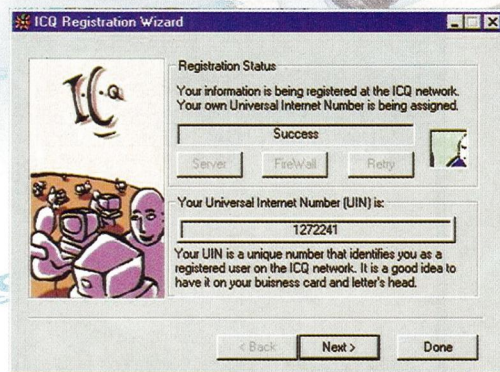 ICQ Registration Wizard
ICQ
Registration Status
Your information is being registered at the ICQ network.
Your own Universal Internet Number is being assigned.
Success
Server FireWall Retry
Your Universal Internet Number (UIN) is:
1272241
Your UIN is a unique number that identifies you as a
registered user on the ICQ network. It is a good idea to
have it on your buisness card and letter's head.
< Back Next > Done